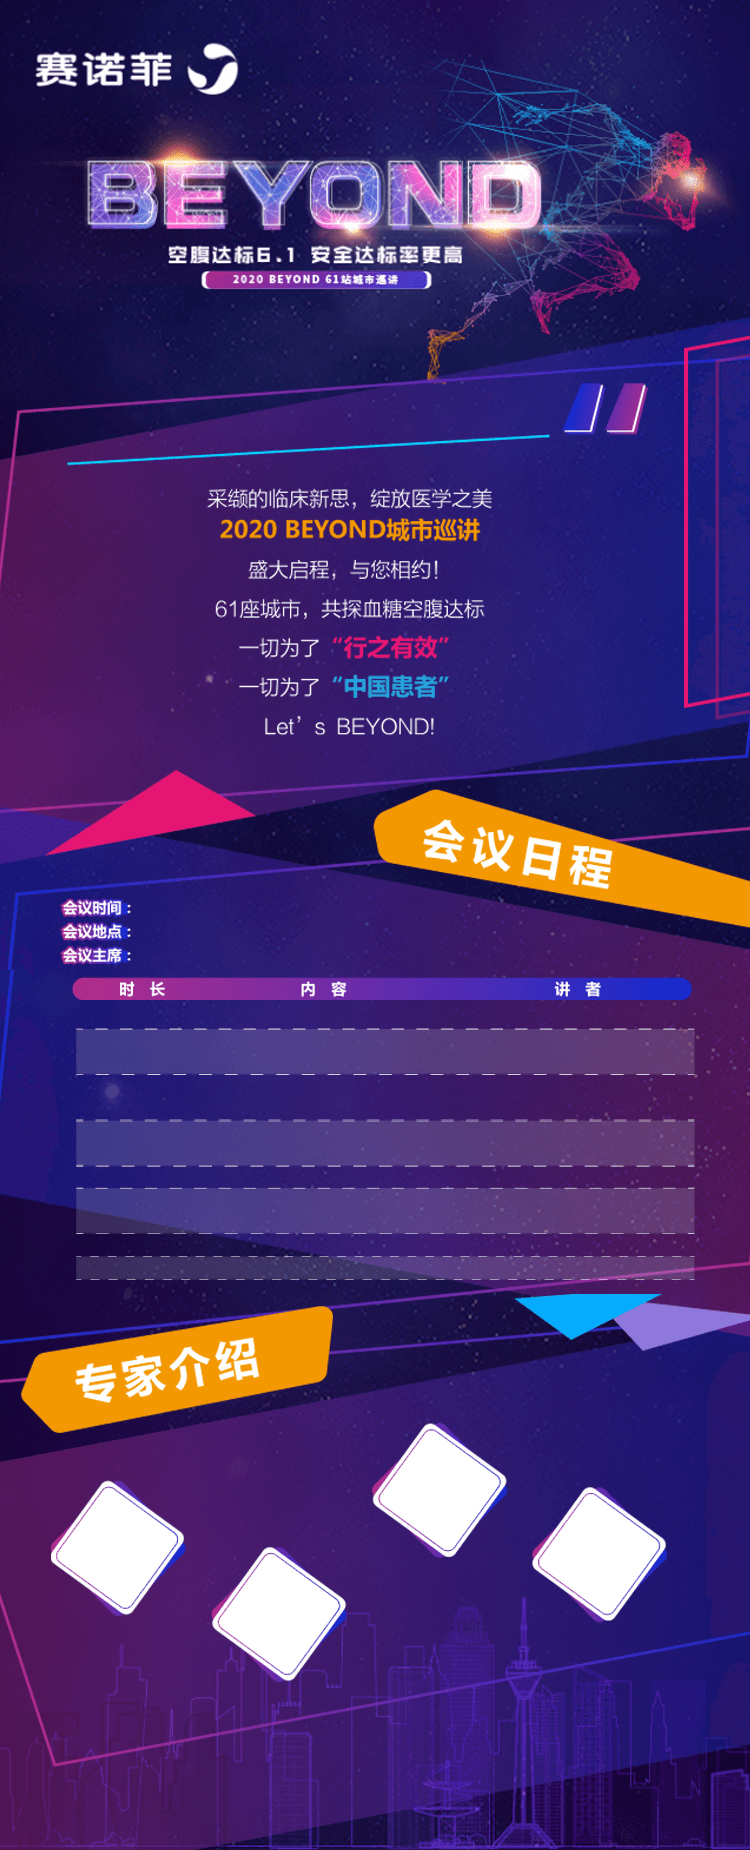 赛诺菲
BEYOND
空腹达标6.1 安全达标率更高
2020 BEYOND 61站城市巡讲
采缬的临床新思，绽放医学之美
2020 BEYOND城市巡讲
盛大启程，与您相约！
61座城市，共探血糖空腹达标
一切为了“行之有效”
一切为了“中国患者”
Let’s BEYOND!
会议日程
会议时间：
会议地点：
会议主席：
时 长 内 容 讲 者
专家介绍